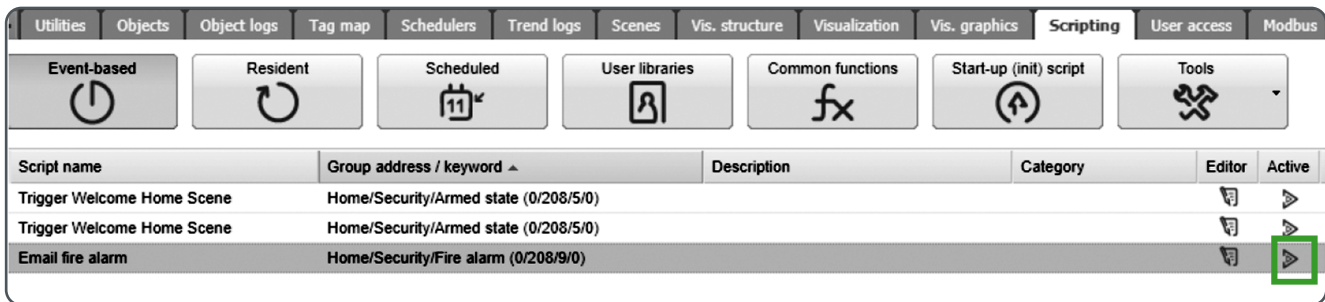 Utilities Objects Object logs Tag map Schedulers Trend logs Scenes Vis. structure Visualization Vis. graphics Scripting User access Modbus
Event-based Resident Scheduled User libraries Common functions Start-up (init) script Tools
11
Script name Group address / keyword Description Category Editor Active
Trigger Welcome Home Scene Home/Security/Armed state (0/208/5/0)
Trigger Welcome Home Scene Home/Security/Armed state (0/208/5/0)
Email fire alarm Home/Security/Fire alarm (0/208/9/0)